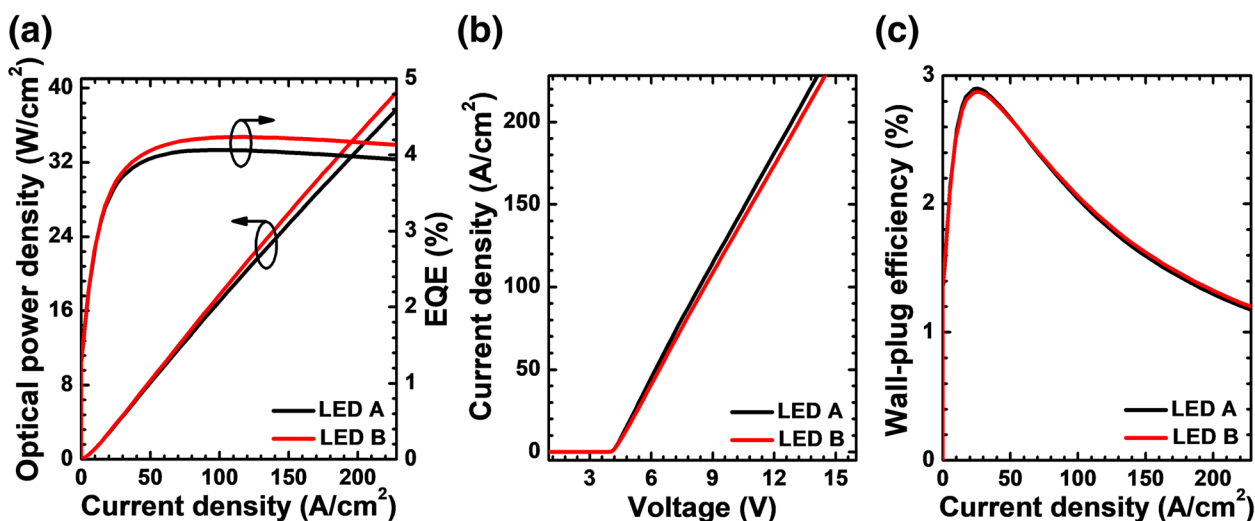 (a)
Optical power density (W/cm²)
40
32
24
16
8
0
5
4
3
2
1
0
EQE (%)
LED A
LED B
0 50 100 150 200
Current density (A/cm²)
(b)
Current density (A/cm²)
200
150
100
50
0
LED A
LED B
3 6 9 12 15
Voltage (V)
(c)
Wall-plug efficiency (%)
3
2
1
0
LED A
LED B
0 50 100 150 200
Current density (A/cm²)